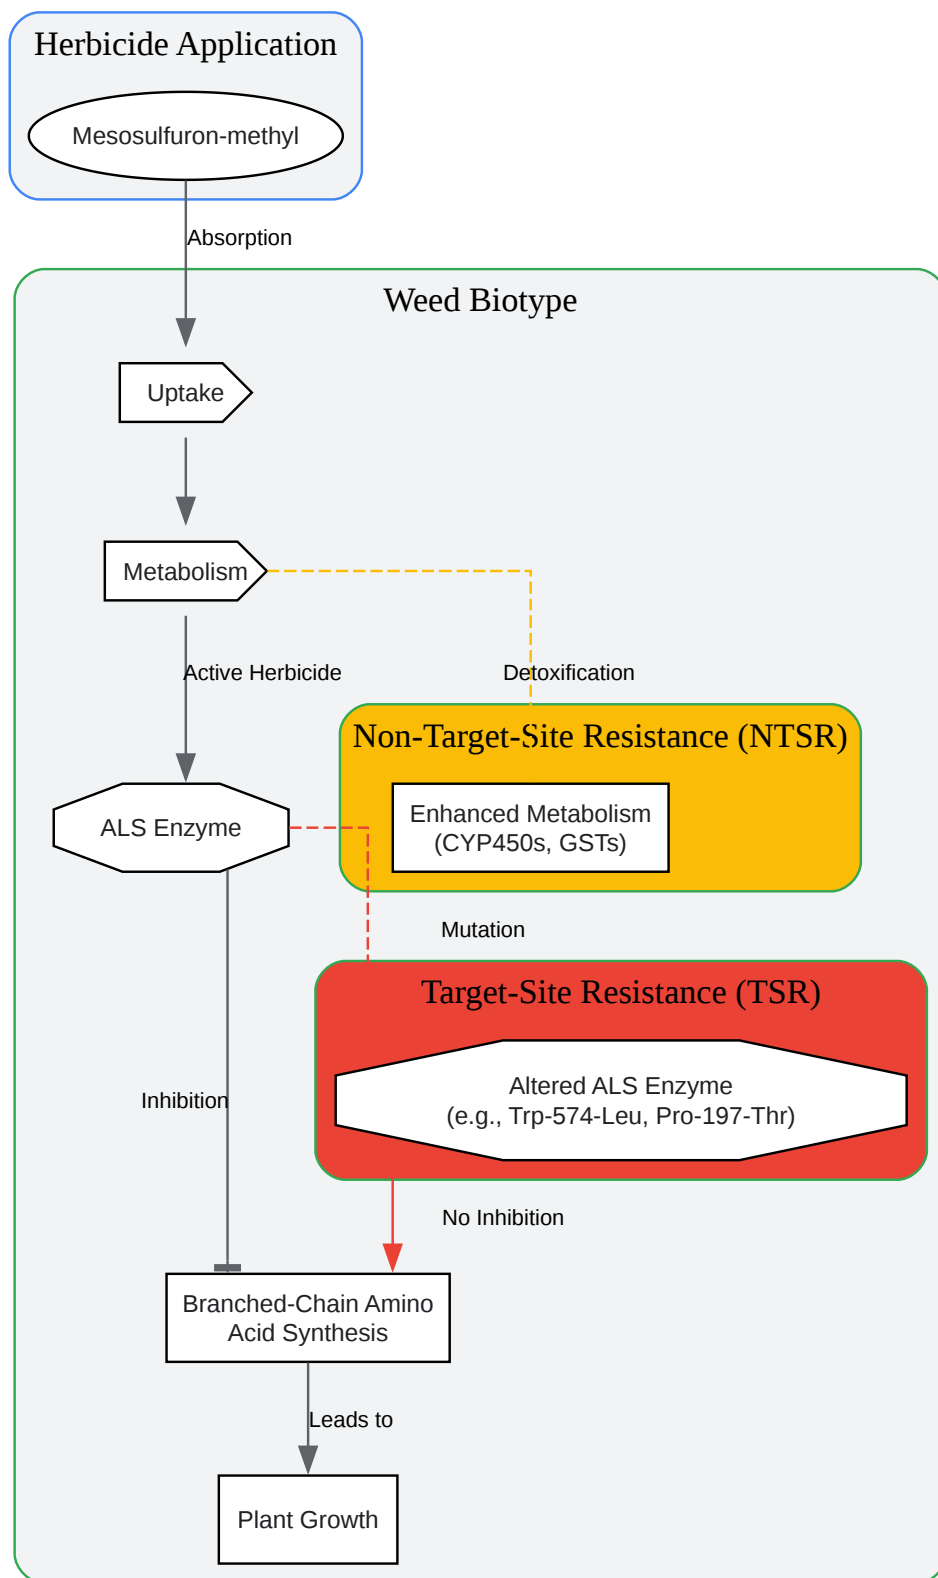 Herbicide Application
Mesosulfuron-methyl
Absorption
Weed Biotype
Uptake
Metabolism
Active Herbicide
Detoxification
Non-Target-Site Resistance (NTSR)
Enhanced Metabolism
(CYP450s, GSTs)
ALS Enzyme
Mutation
Target-Site Resistance (TSR)
Altered ALS Enzyme
(e.g., Trp-574-Leu, Pro-197-Thr)
Inhibition
No Inhibition
Branched-Chain Amino
Acid Synthesis
Leads to
Plant Growth